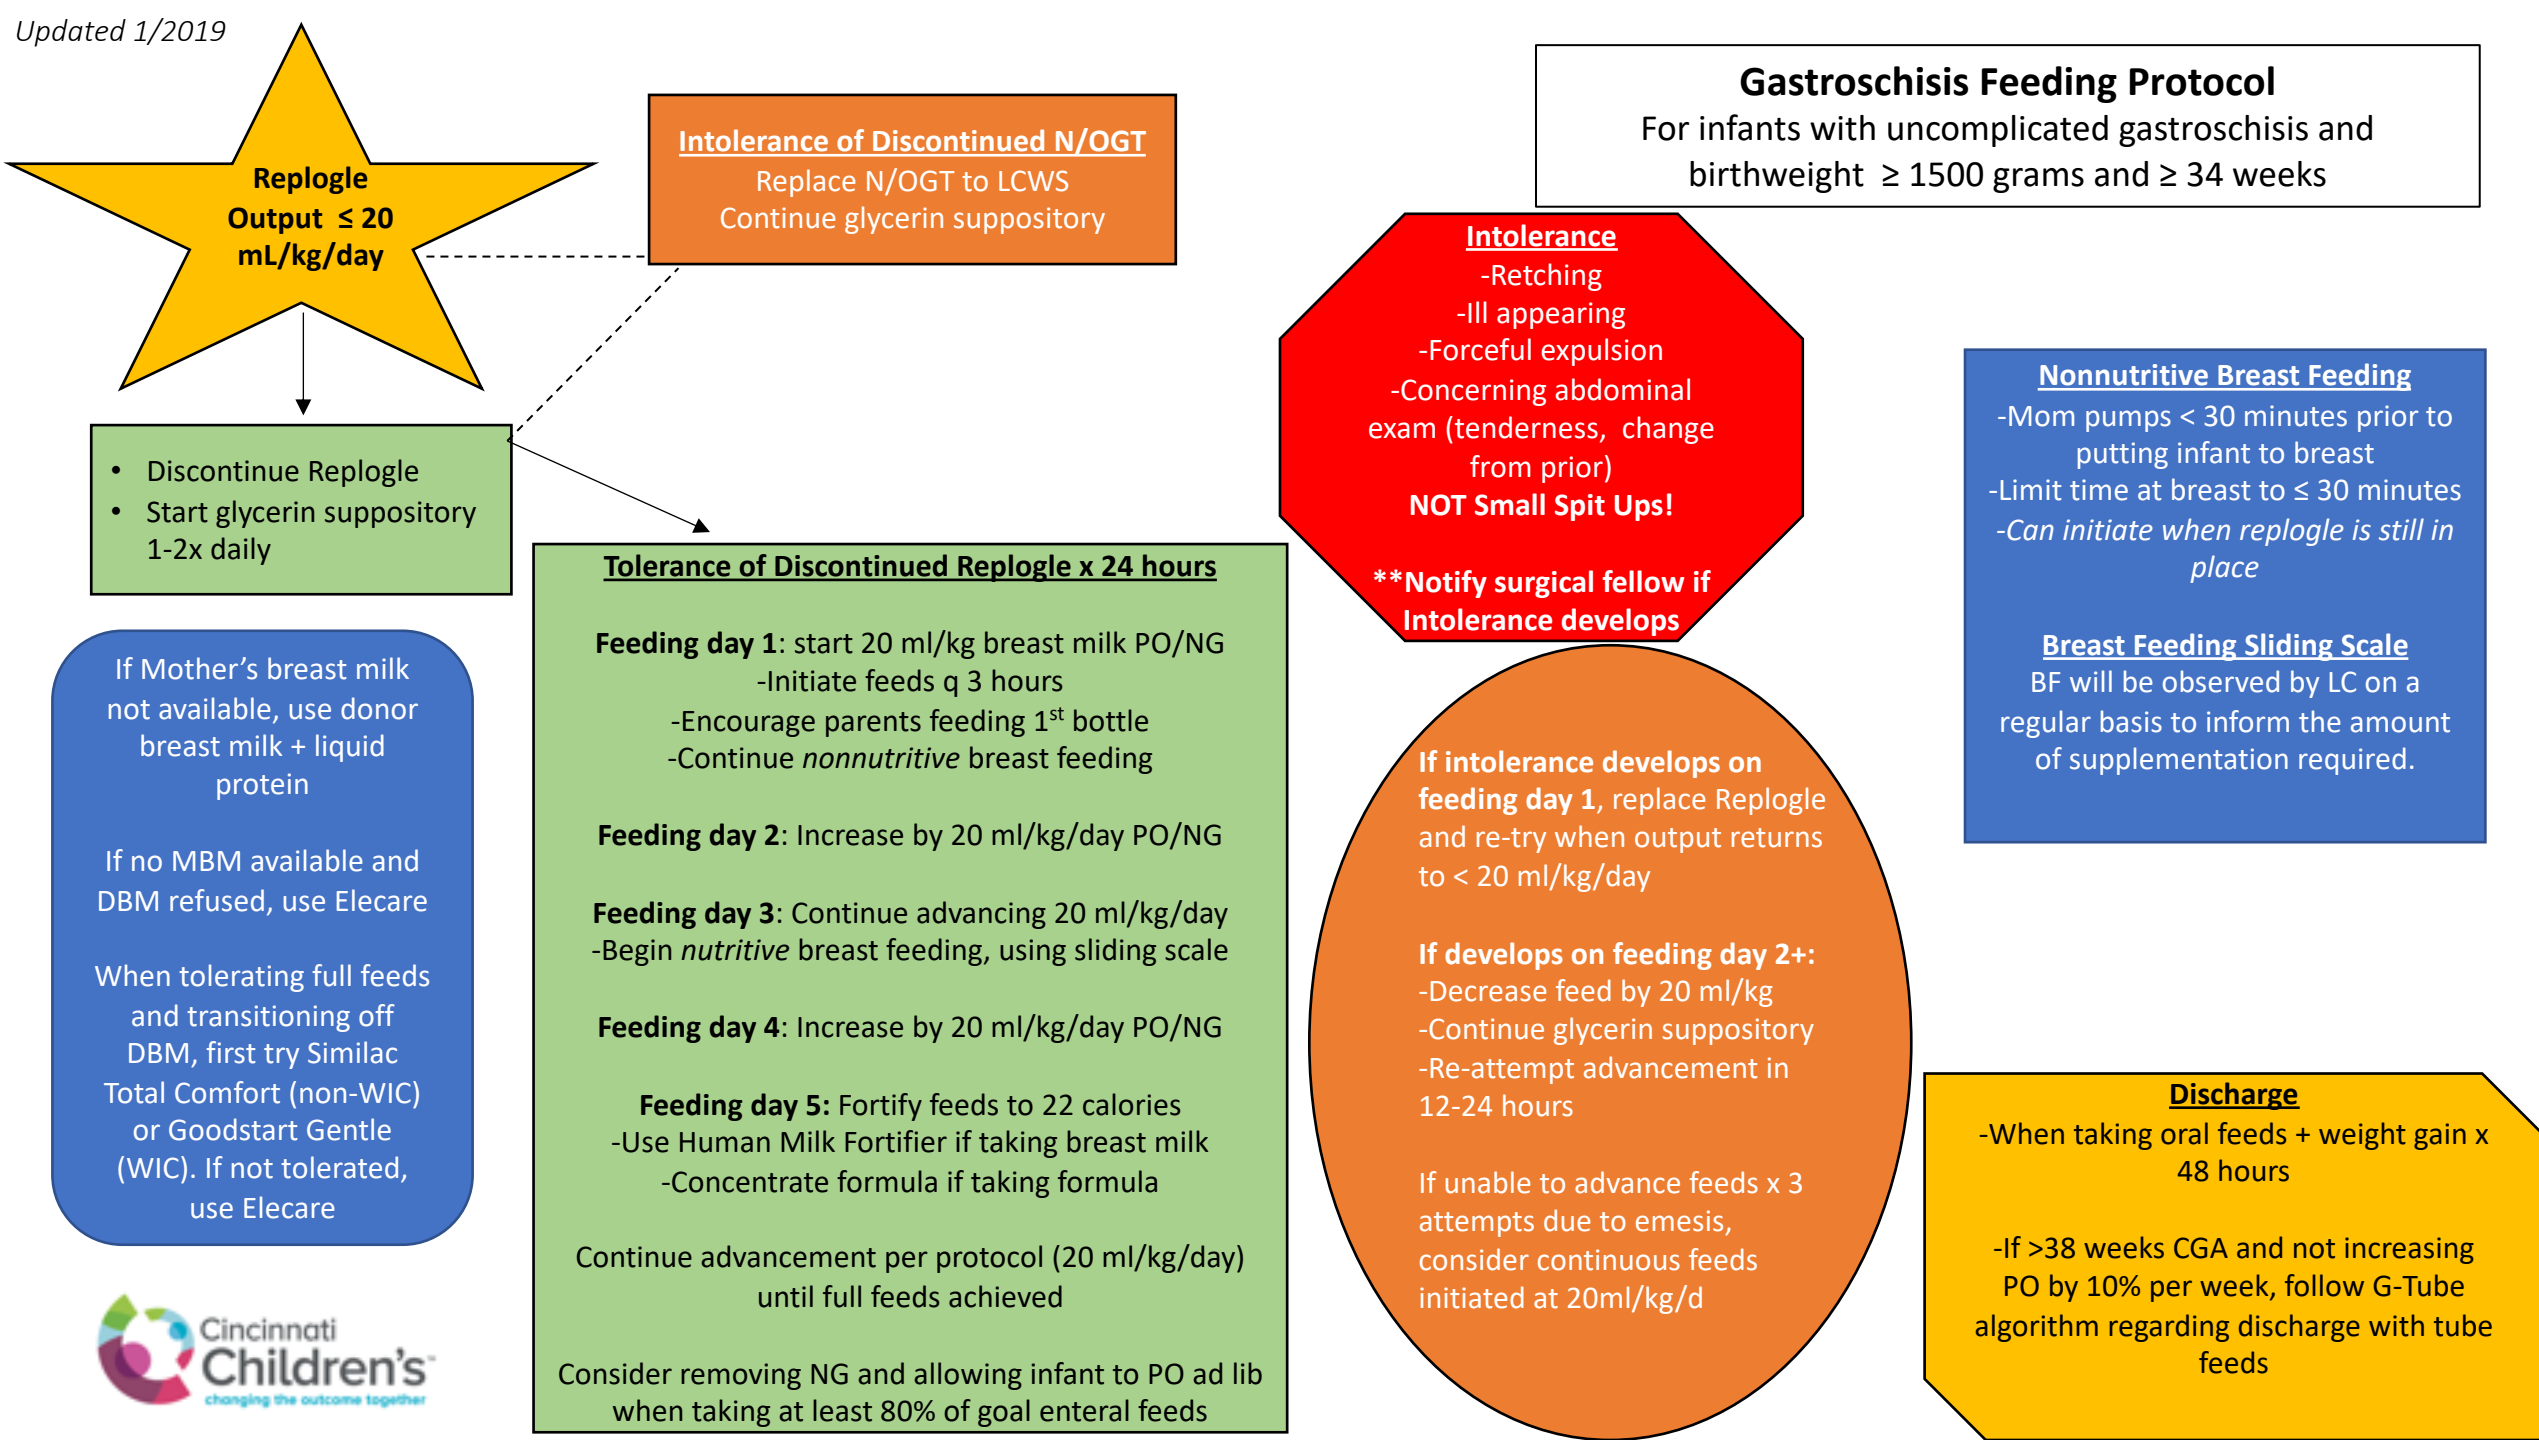 Updated 1/2019
Replogle
Output ≤ 20
mL/kg/day
Intolerance of Discontinued N/OGT
Replace N/OGT to LCWS
Continue glycerin suppository
Gastroschisis Feeding Protocol
For infants with uncomplicated gastroschisis and
birthweight ≥ 1500 grams and ≥ 34 weeks
• Discontinue Replogle
• Start glycerin suppository
1-2x daily
If Mother's breast milk
not available, use donor
breast milk + liquid
protein
If no MBM available and
DBM refused, use Elecare
When tolerating full feeds
and transitioning off
DBM, first try Similac
Total Comfort (non-WIC)
or Goodstart Gentle
(WIC). If not tolerated,
use Elecare
Cincinnati
Children's™
changing the outcome together
Tolerance of Discontinued Replogle x 24 hours
Feeding day 1: start 20 ml/kg breast milk PO/NG
-Initiate feeds q 3 hours
-Encourage parents feeding 1st bottle
-Continue nonnutritive breast feeding
Feeding day 2: Increase by 20 ml/kg/day PO/NG
Feeding day 3: Continue advancing 20 ml/kg/day
-Begin nutritive breast feeding, using sliding scale
Feeding day 4: Increase by 20 ml/kg/day PO/NG
Feeding day 5: Fortify feeds to 22 calories
-Use Human Milk Fortifier if taking breast milk
-Concentrate formula if taking formula
Continue advancement per protocol (20 ml/kg/day)
until full feeds achieved
Consider removing NG and allowing infant to PO ad lib
when taking at least 80% of goal enteral feeds
Intolerance
-Retching
-Ill appearing
-Forceful expulsion
-Concerning abdominal
exam (tenderness, change
from prior)
NOT Small Spit Ups!
**Notify surgical fellow if
Intolerance develops
If intolerance develops on
feeding day 1, replace Replogle
and re-try when output returns
to < 20 ml/kg/day
If develops on feeding day 2+:
-Decrease feed by 20 ml/kg
-Continue glycerin suppository
-Re-attempt advancement in
12-24 hours
If unable to advance feeds x 3
attempts due to emesis,
consider continuous feeds
initiated at 20ml/kg/d
Nonnutritive Breast Feeding
-Mom pumps < 30 minutes prior to
putting infant to breast
-Limit time at breast to ≤ 30 minutes
-Can initiate when replogle is still in
place
Breast Feeding Sliding Scale
BF will be observed by LC on a
regular basis to inform the amount
of supplementation required.
Discharge
-When taking oral feeds + weight gain x
48 hours
-If >38 weeks CGA and not increasing
PO by 10% per week, follow G-Tube
algorithm regarding discharge with tube
feeds